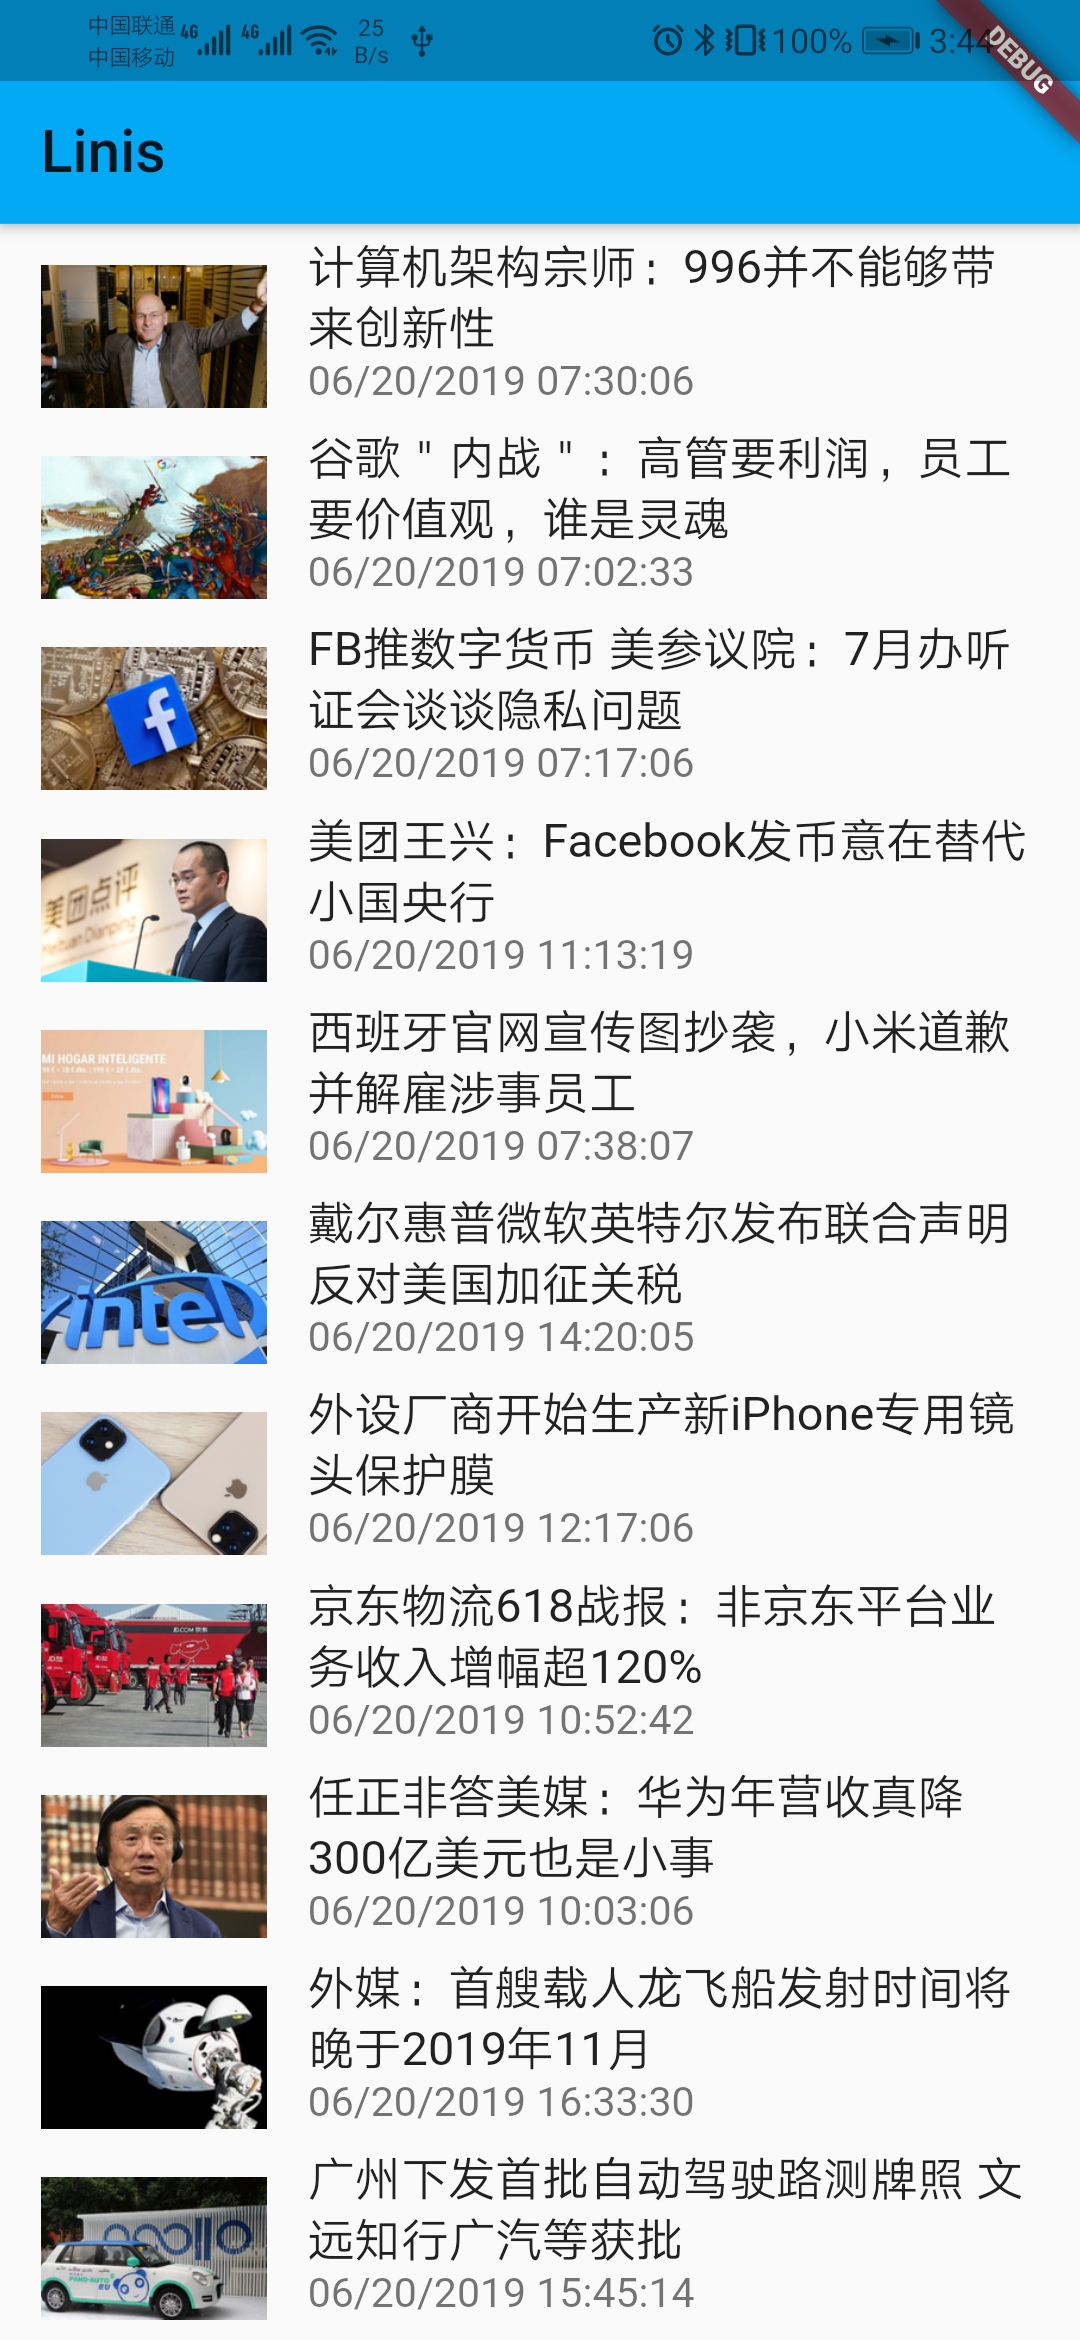 中国联通 4G 4G 25 100% 3:44
中国移动 B/s
DEBUG
Linis
计算机架构宗师：996并不能够带
来创新性
06/20/2019 07:30:06
谷歌＂内战＂：高管要利润，员工
要价值观，谁是灵魂
06/20/2019 07:02:33
FB推数字货币 美参议院：7月办听
证会谈谈隐私问题
06/20/2019 07:17:06
美团点评
Meituan Dianping
美团王兴：Facebook发币意在替代
小国央行
06/20/2019 11:13:19
MI HOGAR INTELIGENTE
西班牙官网宣传图抄袭，小米道歉
并解雇涉事员工
06/20/2019 07:38:07
intel
戴尔惠普微软英特尔发布联合声明
反对美国加征关税
06/20/2019 14:20:05
外设厂商开始生产新iPhone专用镜
头保护膜
06/20/2019 12:17:06
JD.COM 京东
京东物流618战报：非京东平台业
务收入增幅超120%
06/20/2019 10:52:42
任正非答美媒：华为年营收真降
300亿美元也是小事
06/20/2019 10:03:06
外媒：首艘载人龙飞船发射时间将
晚于2019年11月
06/20/2019 16:33:30
广州下发首批自动驾驶路测牌照 文
远知行广汽等获批
06/20/2019 15:45:14